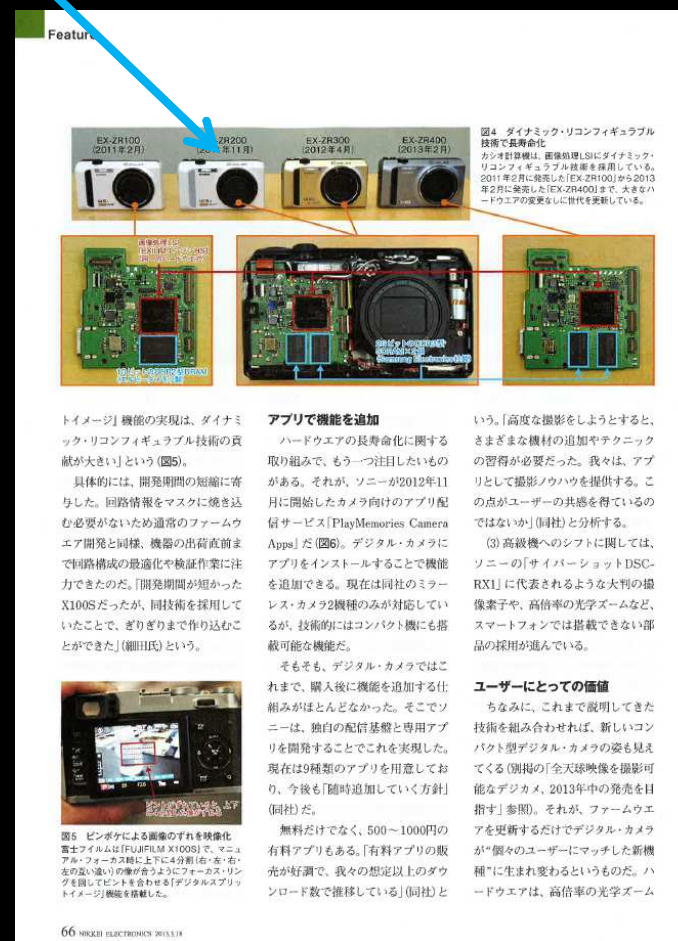 Feature
EX-ZR100
(2011年2月)
ZR200
年11月)
EX-ZR300
(2012年4月)
EX-ZR400
(2013年2月)
図4 ダイナミック・リコンフィギュラブル
技術で長寿命化
カシオ計算機は、画像処理LSIにダイナミック・
リコンフィギュラブル技術を採用している。
2011年2月に発売した「EX-ZR100」から2013
年2月に発売した「EX-ZR400」まで、大きなハ
ードウエアの変更なしに世代を更新している。
画像処理LSI
トイメージ」機能の実現は、ダイナミ
ック・リコンフィギュラブル技術の貢
献が大きい」という(図5)。
具体的には、開発期間の短縮に寄
与した。回路情報をマスクに焼き込
む必要がないため通常のファームウ
エア開発と同様、機器の出荷直前ま
で回路構成の最適化や検証作業に注
力できたのだ。「開発期間が短かった
X100Sだったが、同技術を採用して
いたことで、ぎりぎりまで作り込むこ
とができた」(細田氏)という。
図5 ピンボケによる画像のずれを映像化
富士フイルムは「FUJIFILM X100S」で、マニュ
アル・フォーカス時に上下に4分割(右・左・右・
左の互い違い)の像が合うようにフォーカス・リン
グを回してピントを合わせる「デジタルスプリッ
トイメージ」機能を搭載した。
アプリで機能を追加
ハードウエアの長寿命化に関する
取り組みで、もう一つ注目したいもの
がある。それが、ソニーが2012年11
月に開始したカメラ向けのアプリ配
信サービス「PlayMemories Camera
Apps」だ(図6)。デジタル・カメラに
アプリをインストールすることで機能
を追加できる。現在は同社のミラー
レス・カメラ2機種のみが対応してい
るが、技術的にはコンパクト機にも搭
載可能な機能だ。
そもそも、デジタル・カメラではこ
れまで、購入後に機能を追加する仕
組みがほとんどなかった。そこでソ
ニーは、独自の配信基盤と専用アプ
リを開発することでこれを実現した。
現在は9種類のアプリを用意してお
り、今後も「随時追加していく方針」
(同社)だ。
無料だけでなく、500～1000円の
有料アプリもある。「有料アプリの販
売が好調で、我々の想定以上のダウ
ンロード数で推移している」(同社)と
いう。「高度な撮影をしようとすると、
さまざまな機材の追加やテクニック
の習得が必要だった。我々は、アプ
リとして撮影ノウハウを提供する。こ
の点がユーザーの共感を得ているの
ではないか」(同社)と分析する。
(3)高級機へのシフトに関しては、
ソニーの「サイバーショットDSC-
RX1」に代表されるような大判の撮
像素子や、高倍率の光学ズームなど、
スマートフォンでは搭載できない部
品の採用が進んでいる。
ユーザーにとっての価値
ちなみに、これまで説明してきた
技術を組み合わせれば、新しいコン
パクト型デジタル・カメラの姿も見え
てくる(別掲の「全天球映像を撮影可
能なデジカメ、2013年中の発売を目
指す」参照)。それが、ファームウエ
アを更新するだけでデジタル・カメラ
が“個々のユーザーにマッチした新機
種”に生まれ変わるというものだ。ハ
ードウエアは、高倍率の光学ズーム
66 NIKKEI ELECTRONICS 2013.3.18